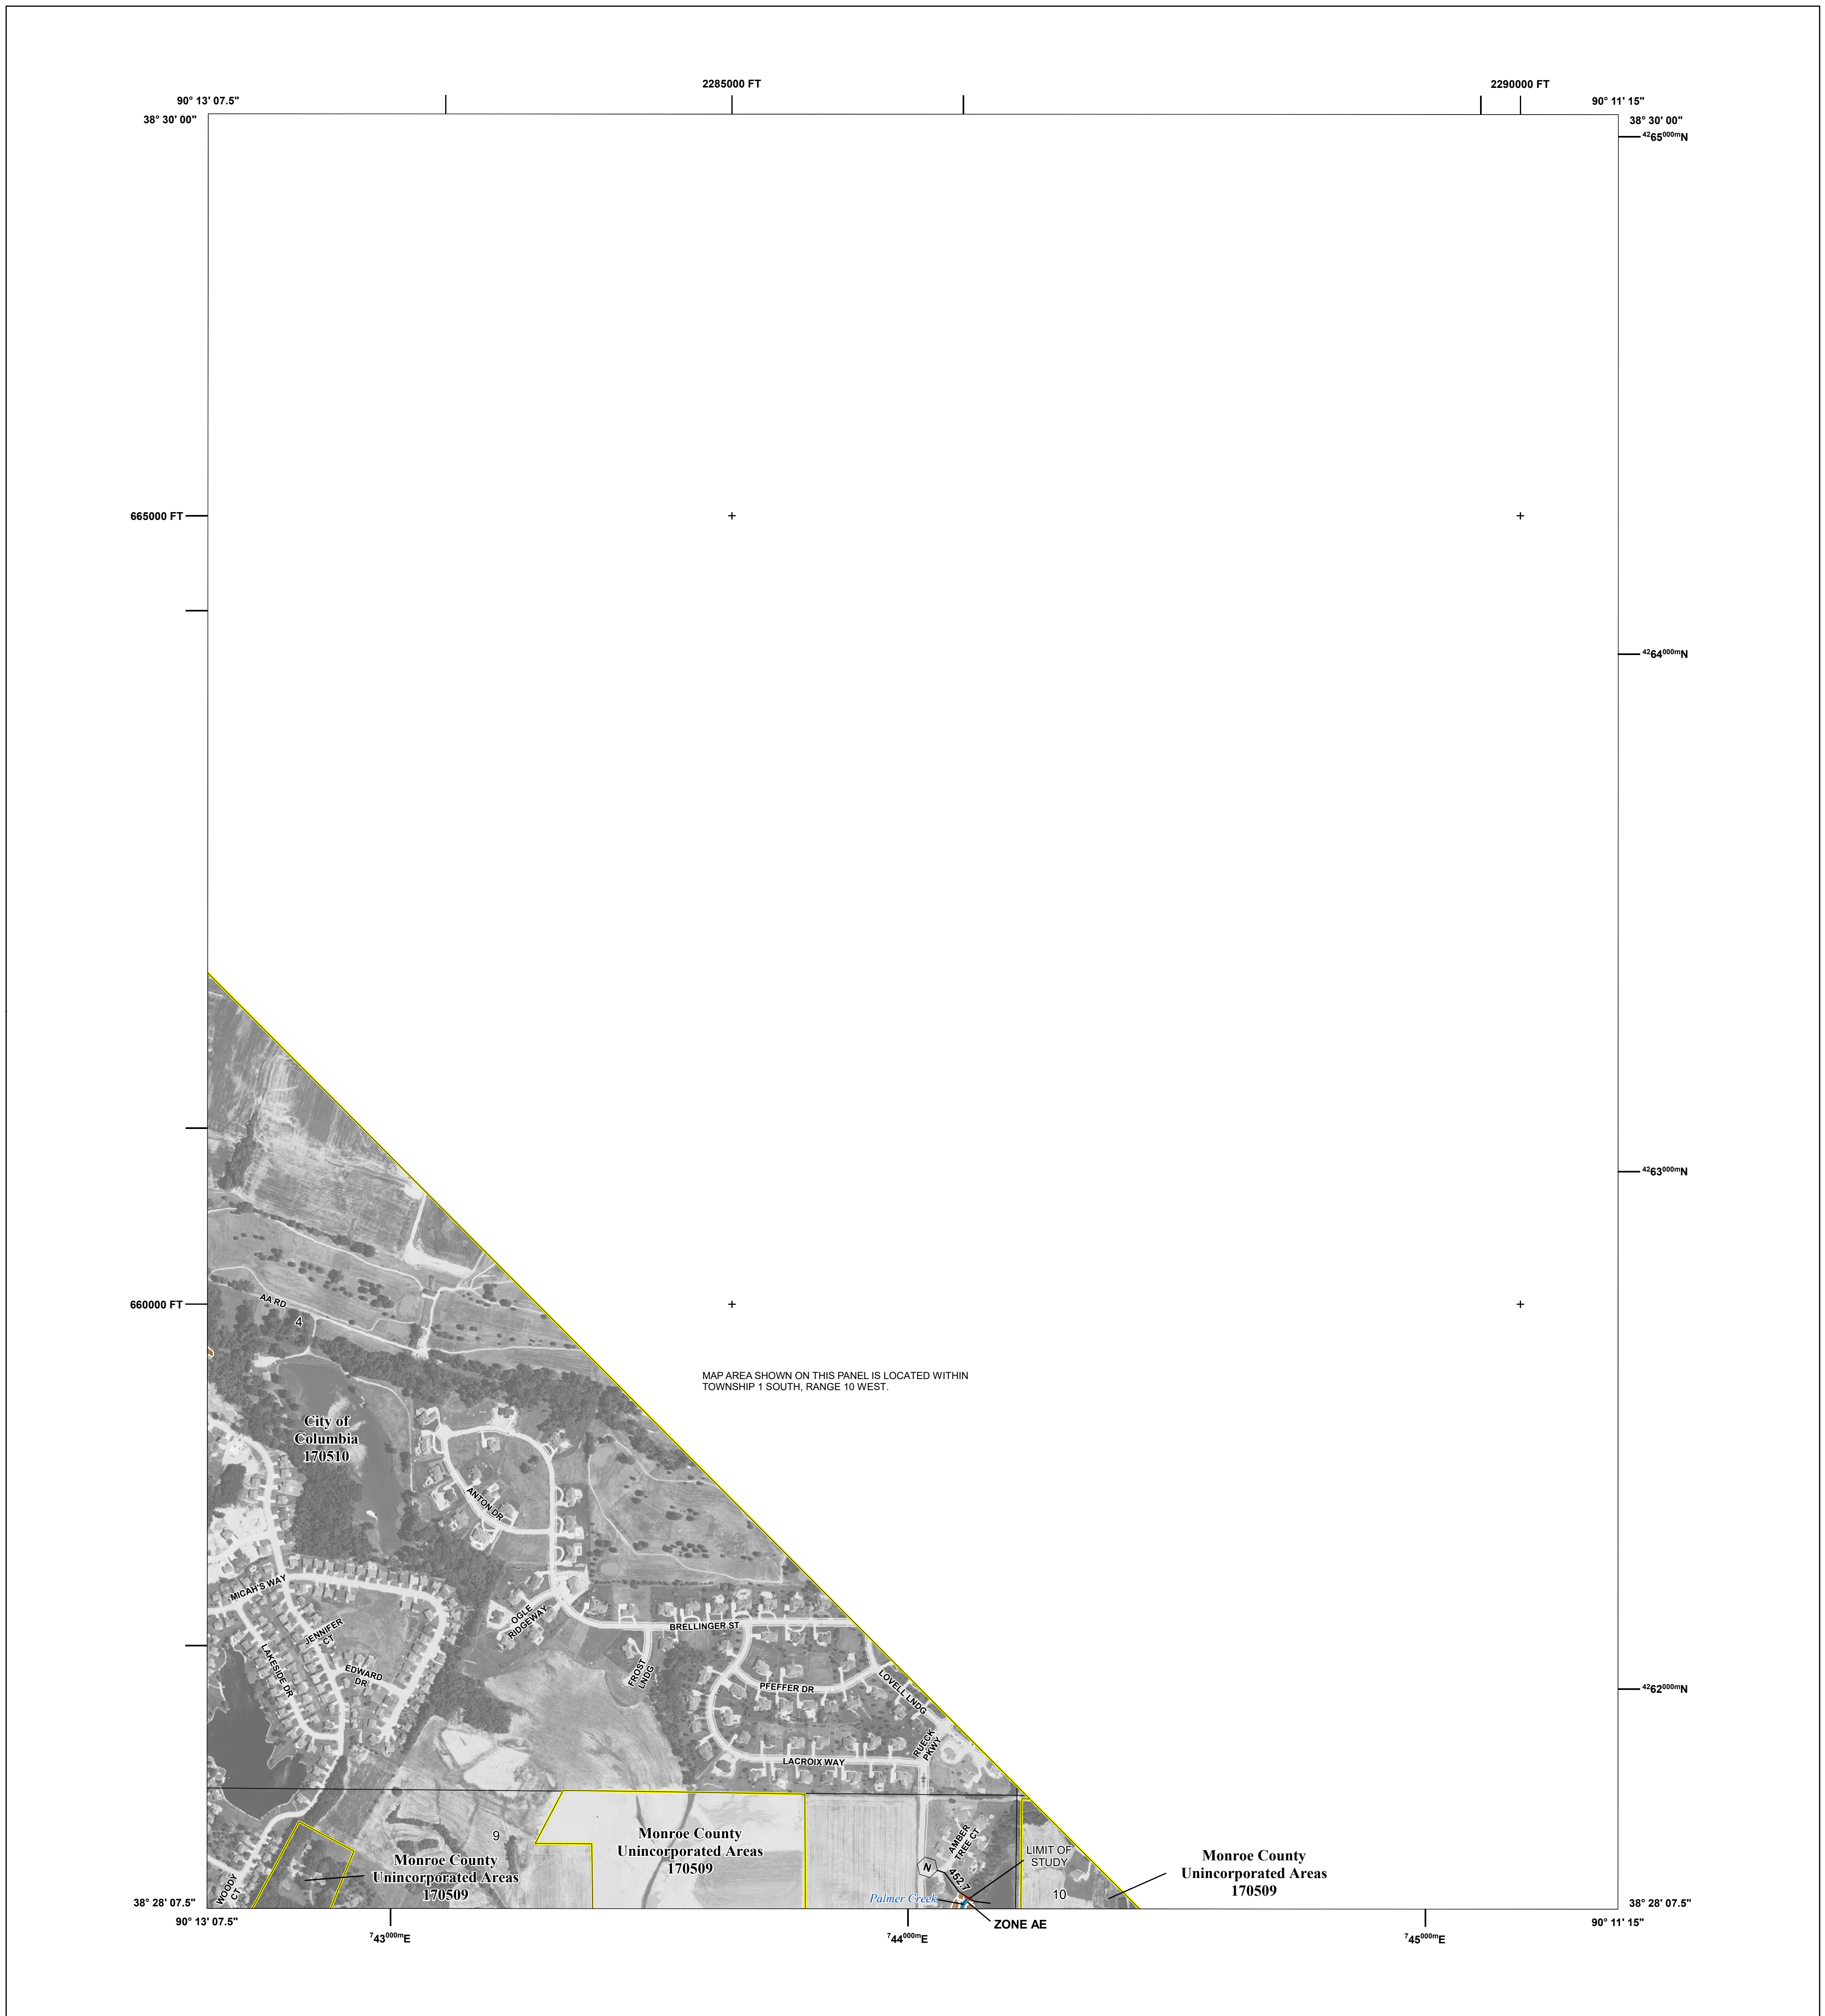 2285000 FT
2290000 FT
90° 13' 07.5"
90° 11' 15"
38° 30' 00"
38° 30' 00"
4265000mN
665000 FT
4264000mN
4263000mN
660000 FT
AA RD
4
MAP AREA SHOWN ON THIS PANEL IS LOCATED WITHIN
TOWNSHIP 1 SOUTH, RANGE 10 WEST.
City of
Columbia
170510
ANTON DR
MICAH'S WAY
OGLE
RIDGEWAY
JENNIFER
CT
BRELLINGER ST
LAKESIDE DR
EDWARD
DR
FROST
LNDG
PFEFFER DR
LOVELL LNDG
4262000mN
RUECK
PKWY
LACROIX WAY
9
Monroe County
Unincorporated Areas
170509
AMBER
TREE CT
LIMIT OF
STUDY
Monroe County
Unincorporated Areas
170509
Monroe County
Unincorporated Areas
170509
N
452.7
WOODY
CT
10
Palmer Creek
38° 28' 07.5"
38° 28' 07.5"
90° 13' 07.5"
ZONE AE
90° 11' 15"
743000mE
744000mE
745000mE